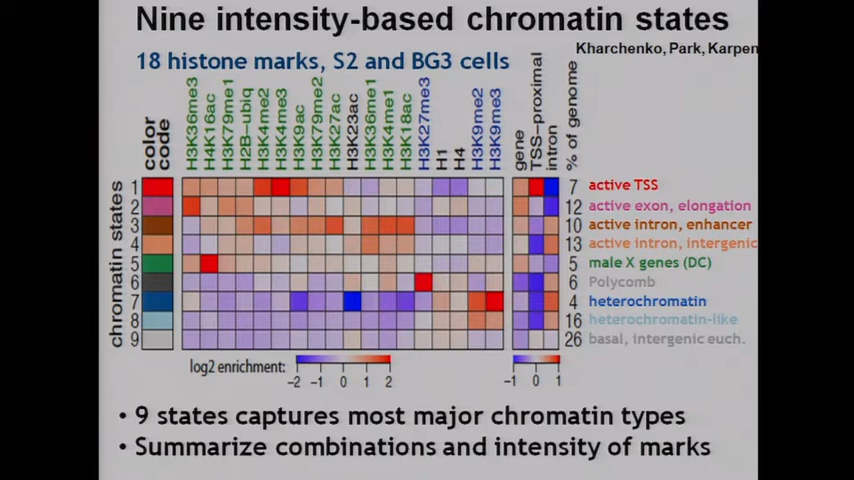 Nine intensity-based chromatin states
Kharchenko, Park, Karpen
18 histone marks, S2 and BG3 cells
color code
H3K36me3
H4K16ac
H3K79me1
H2B-ubiq
H3K4me2
H3K4me3
H3K9ac
H3K79me2
H3K27ac
H3K23ac
H3K36me1
H3K4me1
H3K18ac
H3K27me3
H1
H4
H3K9me2
H3K9me3
gene
TSS-proximal
intron
% of genome
chromatin states
1 7 active TSS
2 12 active exon, elongation
3 10 active intron, enhancer
4 13 active intron, intergenic
5 5 male X genes (DC)
6 6 Polycomb
7 4 heterochromatin
8 16 heterochromatin-like
9 26 basal, intergenic euch.
log2 enrichment:
-2 -1 0 1 2
-1 0 1
• 9 states captures most major chromatin types
• Summarize combinations and intensity of marks